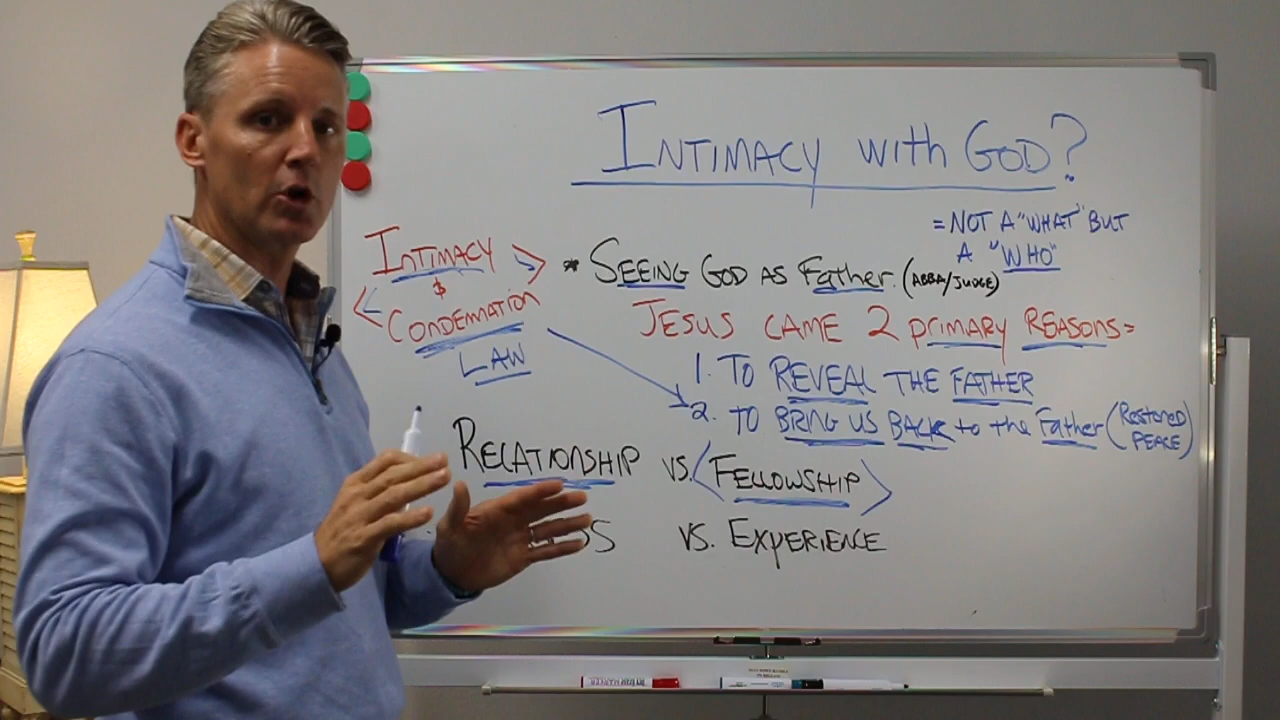 INTIMACY with GOD?
= NOT A "WHAT" BUT
A "WHO"
INTIMACY
&
CONDEMNATION
LAW
* SEEING GOD AS Father. (ABBA/JUDGE)
JESUS CAME 2 primary REASONS=
1. TO REVEAL THE FATHER
2. TO BRING US BACK to the Father (Restored PEACE)
RELATIONSHIP VS. <FELLOWSHIP>
VS. EXPERIENCE